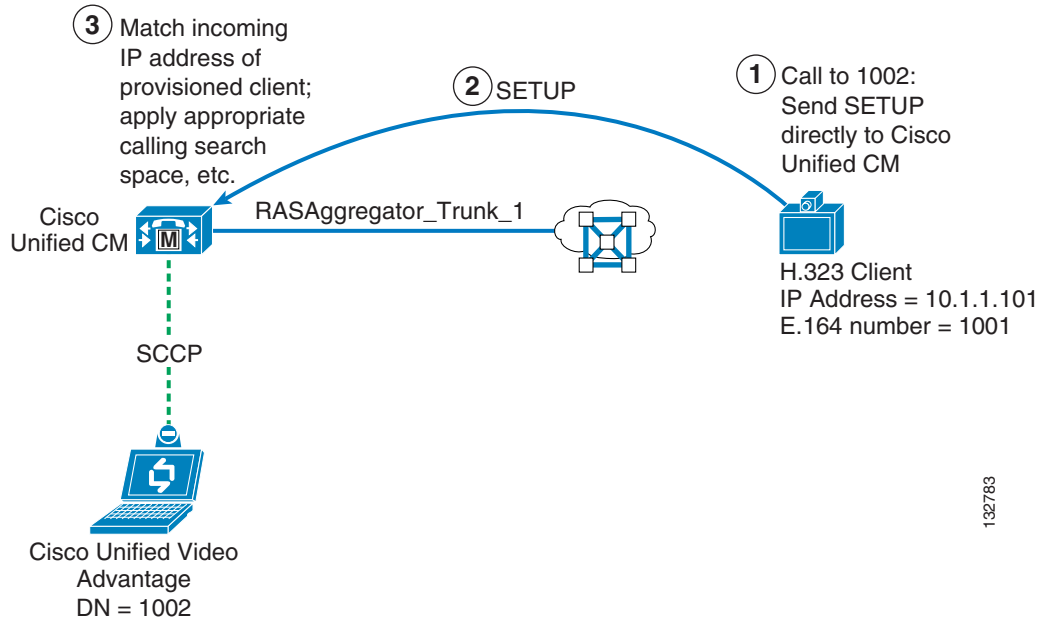 3 Match incoming
IP address of
provisioned client;
apply appropriate
calling search
space, etc.
2 SETUP
1 Call to 1002:
Send SETUP
directly to Cisco
Unified CM
Cisco
Unified CM
M
RASAggregator_Trunk_1
H.323 Client
IP Address = 10.1.1.101
E.164 number = 1001
SCCP
Cisco Unified Video
Advantage
DN = 1002
132783